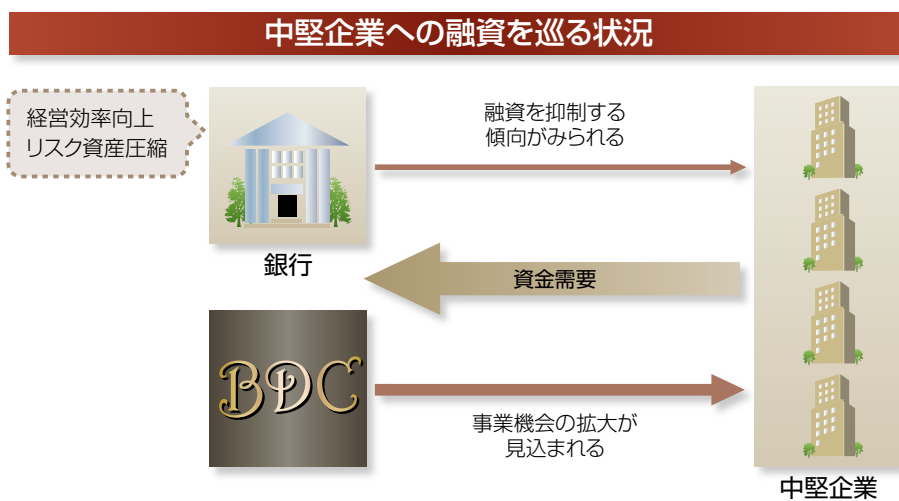 中堅企業への融資を巡る状況
経営効率向上
リスク資産圧縮
融資を抑制する
傾向がみられる
銀行
資金需要
BDC
事業機会の拡大が
見込まれる
中堅企業